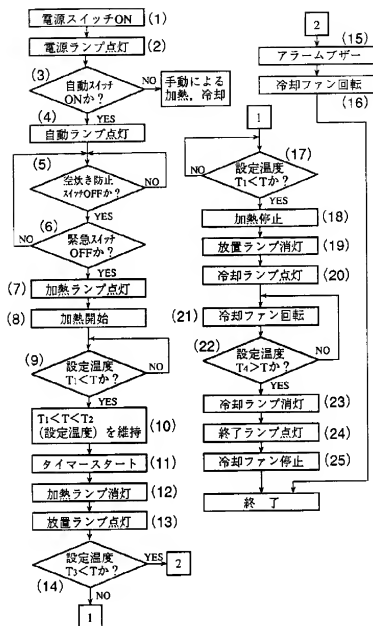 電源スイッチON (1)
電源ランプ点灯 (2)
(3)
自動スイッチ
ONか?
NO
手動による
加熱,冷却
YES
(4)
自動ランプ点灯
(5)
空炊き防止
スイッチOFFか?
NO
YES
(6)
緊急スイッチ
OFFか?
NO
YES
(7) 加熱ランプ点灯
(8) 加熱開始
(9)
設定温度
T₁<Tか?
NO
YES
T₁<T<T₂
(設定温度)を維持
(10)
タイマースタート (11)
加熱ランプ消灯 (12)
放置ランプ点灯 (13)
設定温度
T₃<Tか?
YES
2
(14)
NO
1
2
(15)
アラームブザー
冷却ファン回転
(16)
1
(17)
設定温度
T₁<Tか?
NO
YES
加熱停止 (18)
放置ランプ消灯 (19)
冷却ランプ点灯 (20)
(21) 冷却ファン回転
(22)
設定温度
T₄>Tか?
NO
YES
冷却ランプ消灯 (23)
終了ランプ点灯 (24)
冷却ファン停止 (25)
終了